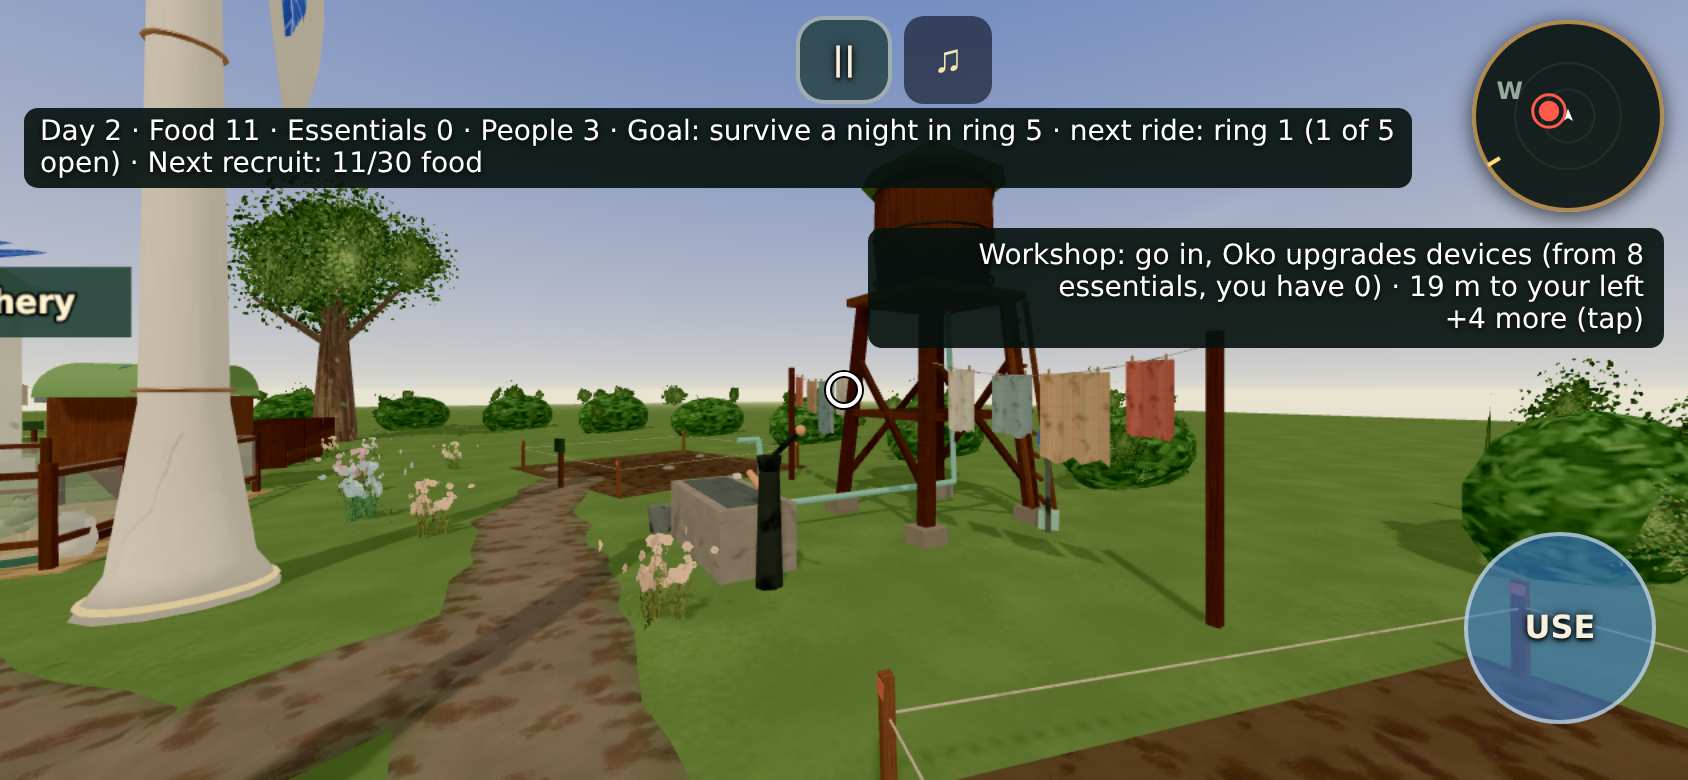 W
Day 2 · Food 11 · Essentials 0 · People 3 · Goal: survive a night in ring 5 · next ride: ring 1 (1 of 5
open) · Next recruit: 11/30 food
Workshop: go in, Oko upgrades devices (from 8
essentials, you have 0) · 19 m to your left
+4 more (tap)
hery
USE